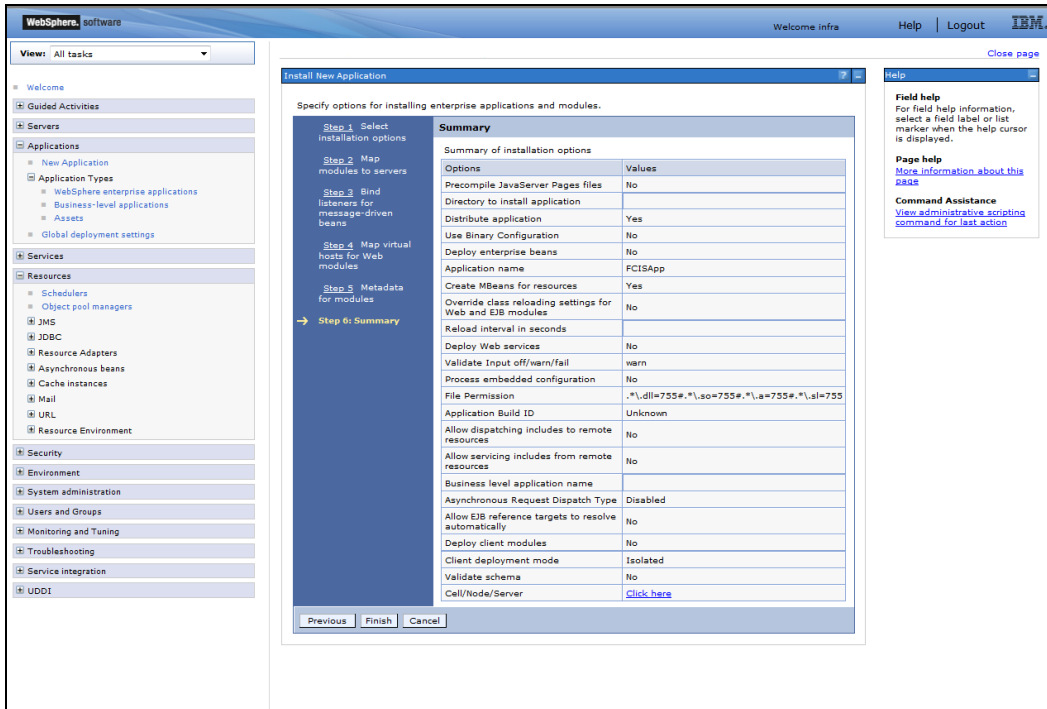 WebSphere. software
Welcome infra
Help
Logout
IBM.
View: All tasks
Close page
Welcome
Guided Activities
Servers
Applications
New Application
Application Types
WebSphere enterprise applications
Business-level applications
Assets
Global deployment settings
Services
Resources
Schedulers
Object pool managers
JMS
JDBC
Resource Adapters
Asynchronous beans
Cache instances
Mail
URL
Resource Environment
Security
Environment
System administration
Users and Groups
Monitoring and Tuning
Troubleshooting
Service integration
UDDI
Install New Application
?
Specify options for installing enterprise applications and modules.
Step 1 Select
installation options
Step 2 Map
modules to servers
Step 3 Bind
listeners for
message-driven
beans
Step 4 Map virtual
hosts for Web
modules
Step 5 Metadata
for modules
Step 6: Summary
Summary
Summary of installation options
Options Values
Precompile JavaServer Pages files No
Directory to install application
Distribute application Yes
Use Binary Configuration No
Deploy enterprise beans No
Application name FCISApp
Create MBeans for resources Yes
Override class reloading settings for
Web and EJB modules No
Reload interval in seconds
Deploy Web services No
Validate Input off/warn/fail warn
Process embedded configuration No
File Permission .*\.dll=755#.*\.so=755#.*\.a=755#.*\.sl=755
Application Build ID Unknown
Allow dispatching includes to remote
resources No
Allow servicing includes from remote
resources No
Business level application name
Asynchronous Request Dispatch Type Disabled
Allow EJB reference targets to resolve
automatically No
Deploy client modules No
Client deployment mode Isolated
Validate schema No
Cell/Node/Server Click here
Previous Finish Cancel
Help
Field help
For field help information,
select a field label or list
marker when the help cursor
is displayed.
Page help
More information about this
page
Command Assistance
View administrative scripting
command for last action